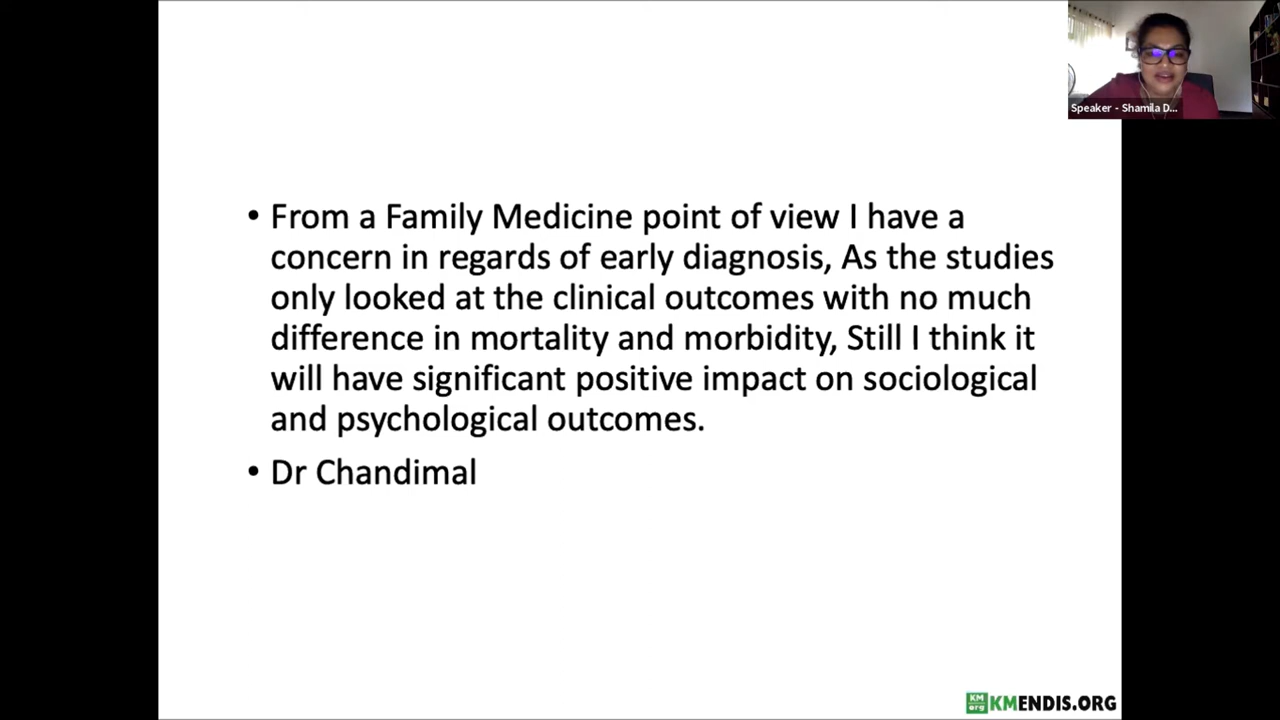 Speaker - Shamila D...
• From a Family Medicine point of view I have a
concern in regards of early diagnosis, As the studies
only looked at the clinical outcomes with no much
difference in mortality and morbidity, Still I think it
will have significant positive impact on sociological
and psychological outcomes.
• Dr Chandimal
KM
org
KMENDIS.ORG